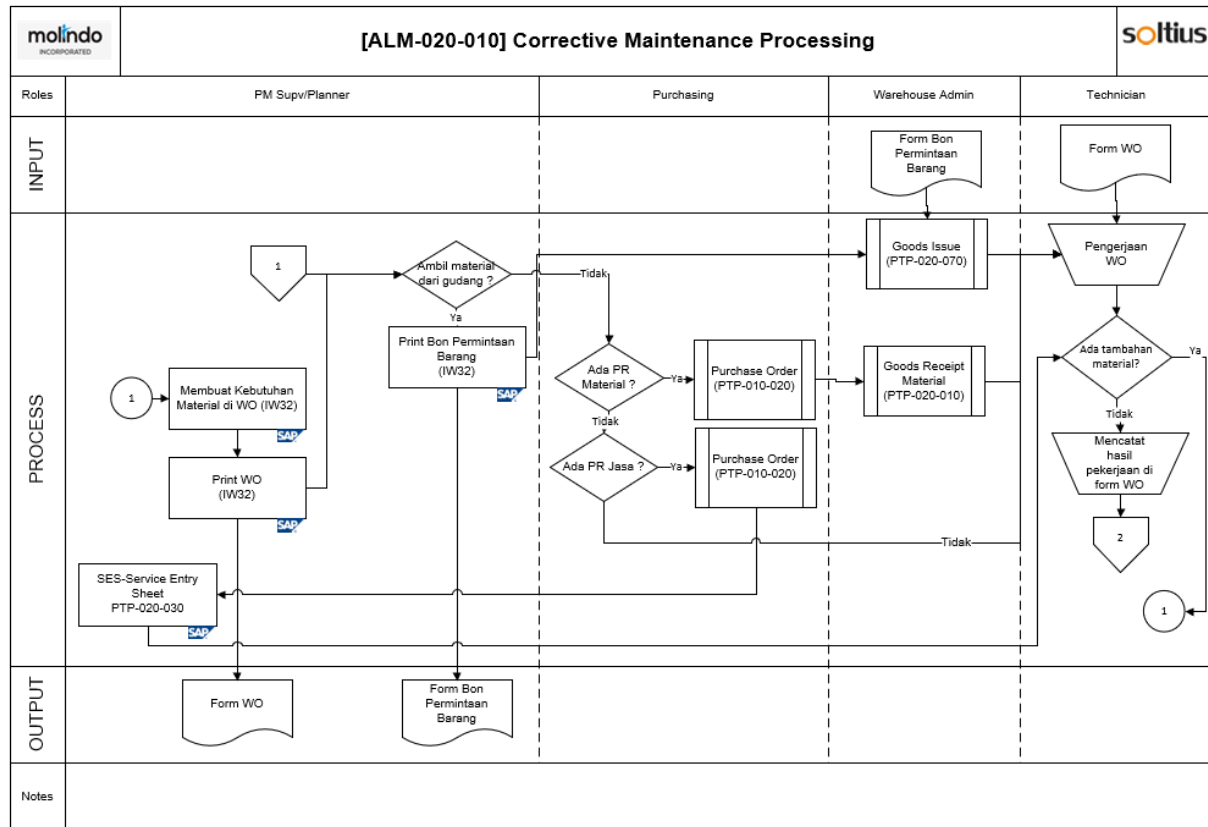 molindo
INCORPORATED
[ALM-020-010] Corrective Maintenance Processing
soltius
Roles
PM Supv/Planner
Purchasing
Warehouse Admin
Technician
INPUT
Form Bon
Permintaan
Barang
Form WO
PROCESS
1
Ambil material
dari gudang ?
Tidak
Ya
Goods Issue
(PTP-020-070)
Pengerjaan
WO
Print Bon Permintaan
Barang
(IW32)
SAP
Ada PR
Material ?
Ya
Purchase Order
(PTP-010-020)
Goods Receipt
Material
(PTP-020-010)
Ada tambahan
material?
Ya
1
Membuat Kebutuhan
Material di WO (IW32)
SAP
Tidak
Tidak
Print WO
(IW32)
SAP
Ada PR Jasa ?
Ya
Purchase Order
(PTP-010-020)
Mencatat
hasil
pekerjaan di
form WO
Tidak
2
SES-Service Entry
Sheet
PTP-020-030
SAP
1
OUTPUT
Form WO
Form Bon
Permintaan
Barang
Notes